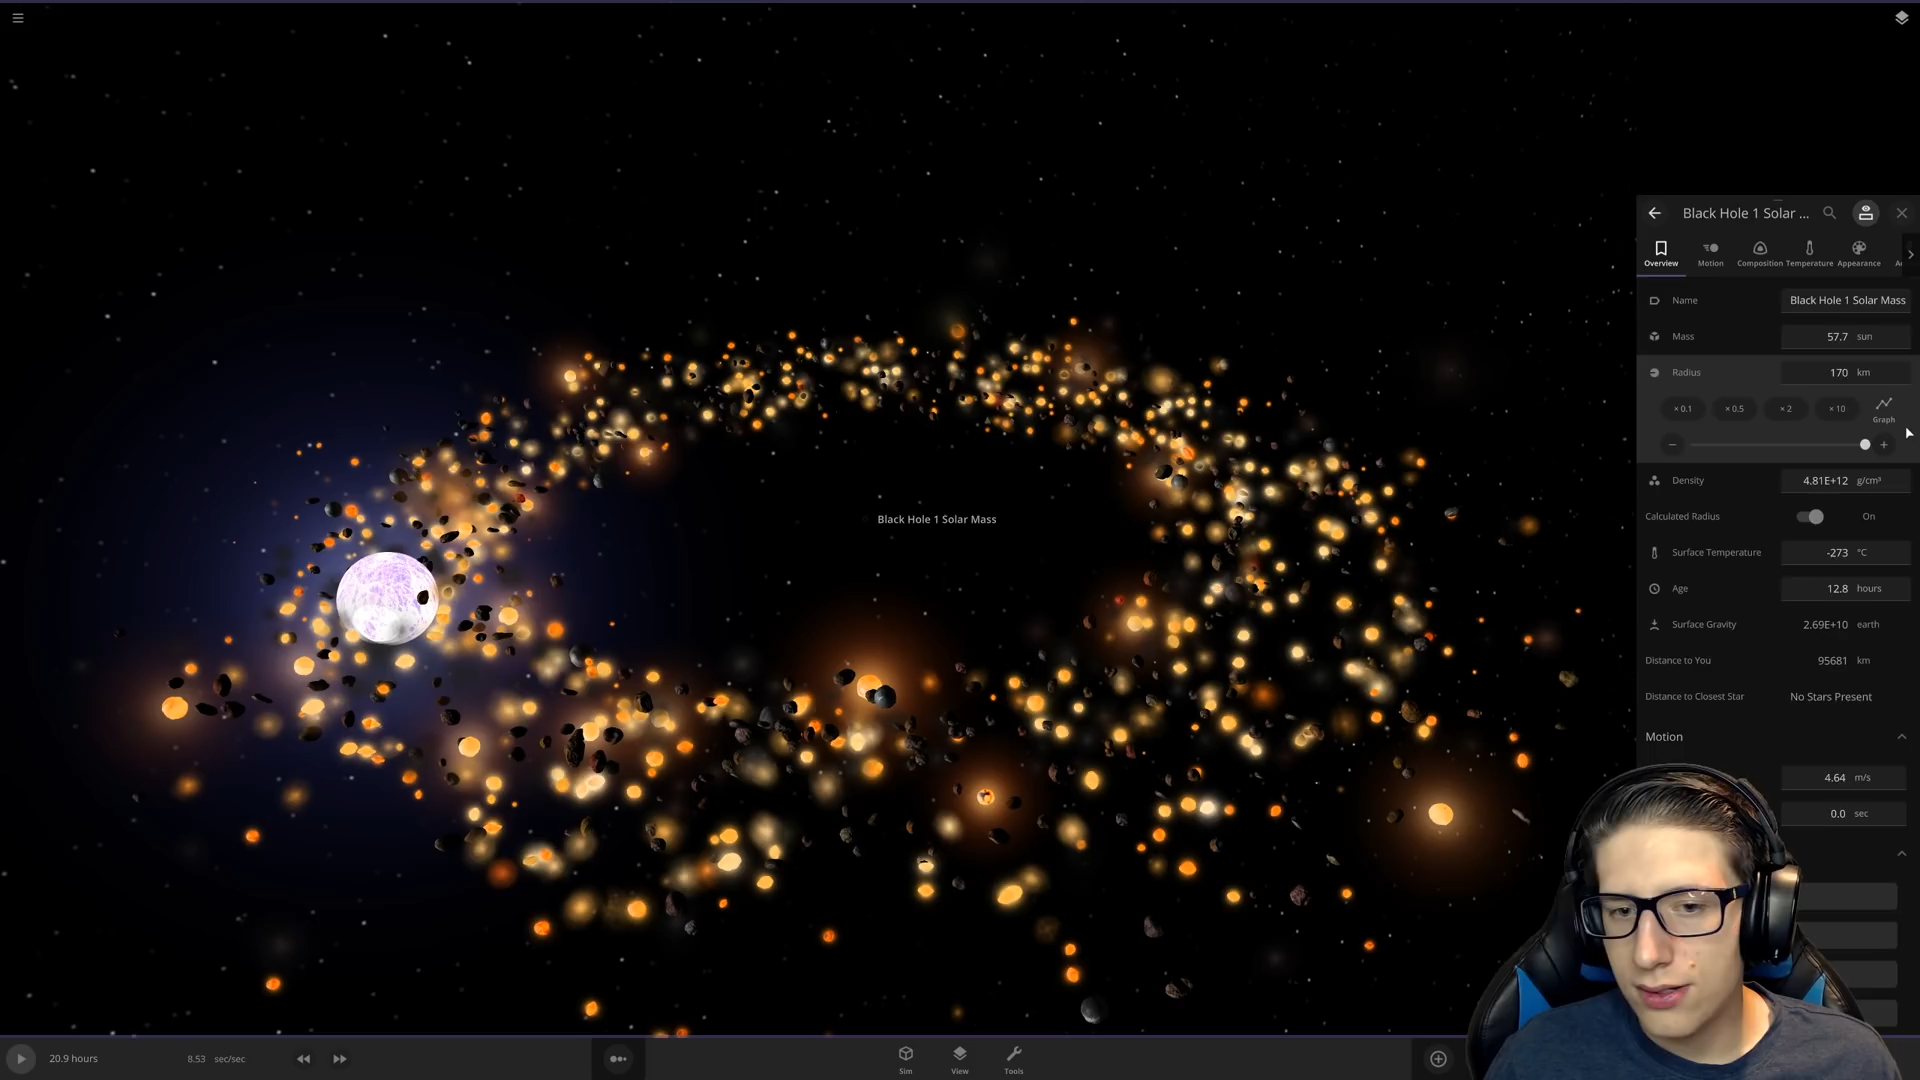 Black Hole 1 Solar ...
Overview
Motion
Composition
Temperature
Appearance
Name
Black Hole 1 Solar Mass
Mass
57.7 sun
Radius
170 km
× 0.1
× 0.5
× 2
× 10
Graph
Density
4.81E+12 g/cm³
Calculated Radius
On
Surface Temperature
-273 °C
Age
12.8 hours
Surface Gravity
2.69E+10 earth
Distance to You
95681 km
Distance to Closest Star
No Stars Present
Motion
4.64 m/s
0.0 sec
Black Hole 1 Solar Mass
20.9 hours
8.53 sec/sec
Sim
View
Tools